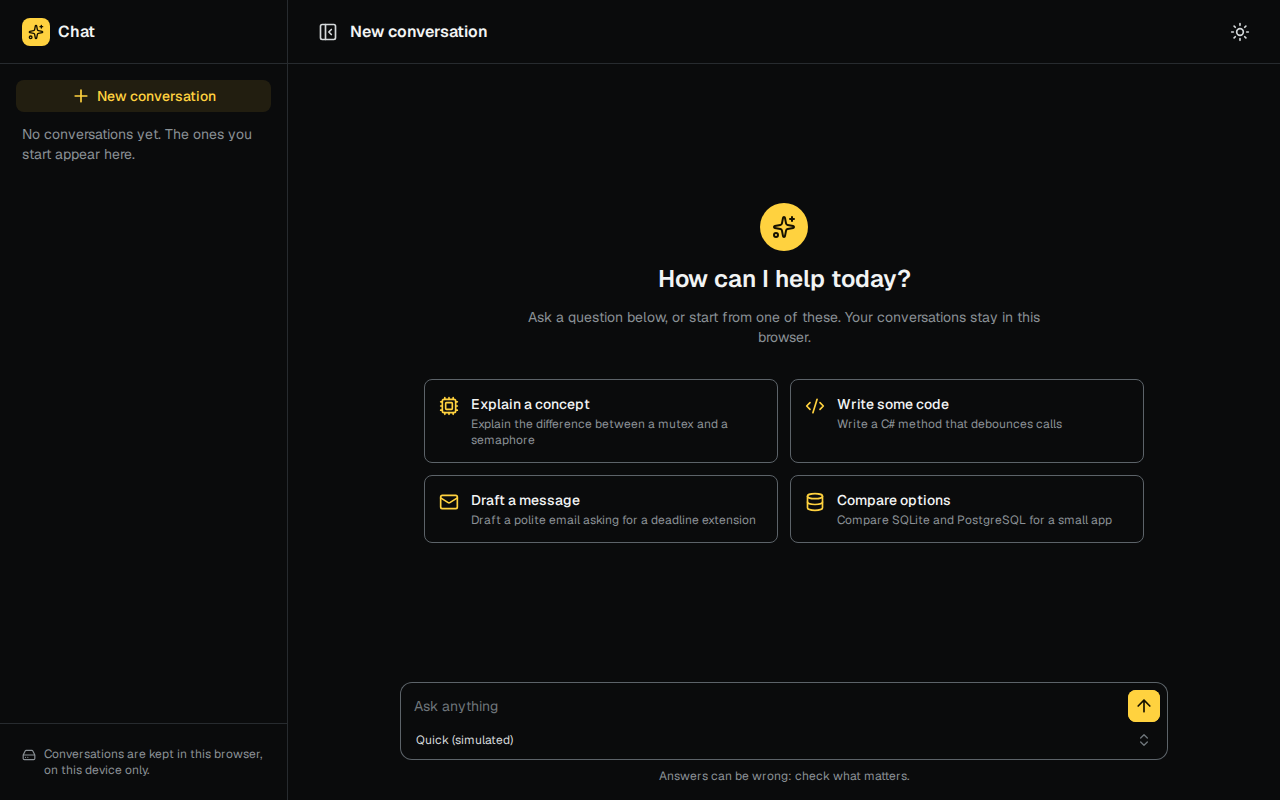 Chat
New conversation
New conversation
No conversations yet. The ones you
start appear here.
How can I help today?
Ask a question below, or start from one of these. Your conversations stay in this
browser.
Explain a concept
Explain the difference between a mutex and a
semaphore
Write some code
Write a C# method that debounces calls
Draft a message
Draft a polite email asking for a deadline extension
Compare options
Compare SQLite and PostgreSQL for a small app
Ask anything
Quick (simulated)
Conversations are kept in this browser,
on this device only.
Answers can be wrong: check what matters.